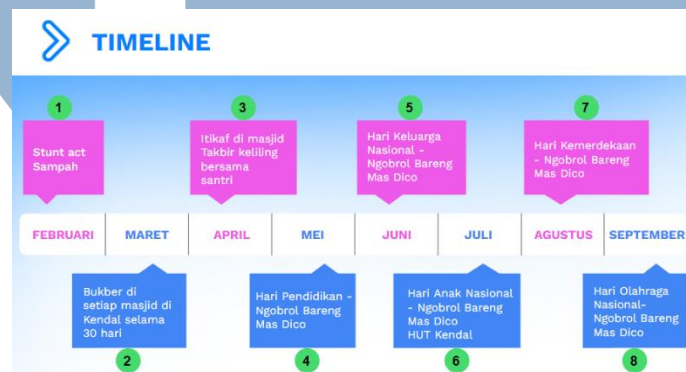 TIMELINE
1
3
5
7
Stunt act
Sampah
Itikaf di masjid
Takbir keliling
bersama
santri
Hari Keluarga
Nasional -
Ngobrol Bareng
Mas Dico
Hari Kemerdekaan
- Ngobrol Bareng
Mas Dico
FEBRUARI
MARET
APRIL
MEI
JUNI
JULI
AGUSTUS
SEPTEMBER
Bukber di
setiap masjid di
Kendal selama
30 hari
Hari Pendidikan -
Ngobrol Bareng
Mas Dico
Hari Anak Nasional
- Ngobrol Bareng
Mas Dico
HUT Kendal
Hari Olahraga
Nasional-
Ngobrol Bareng
Mas Dico
2
4
6
8